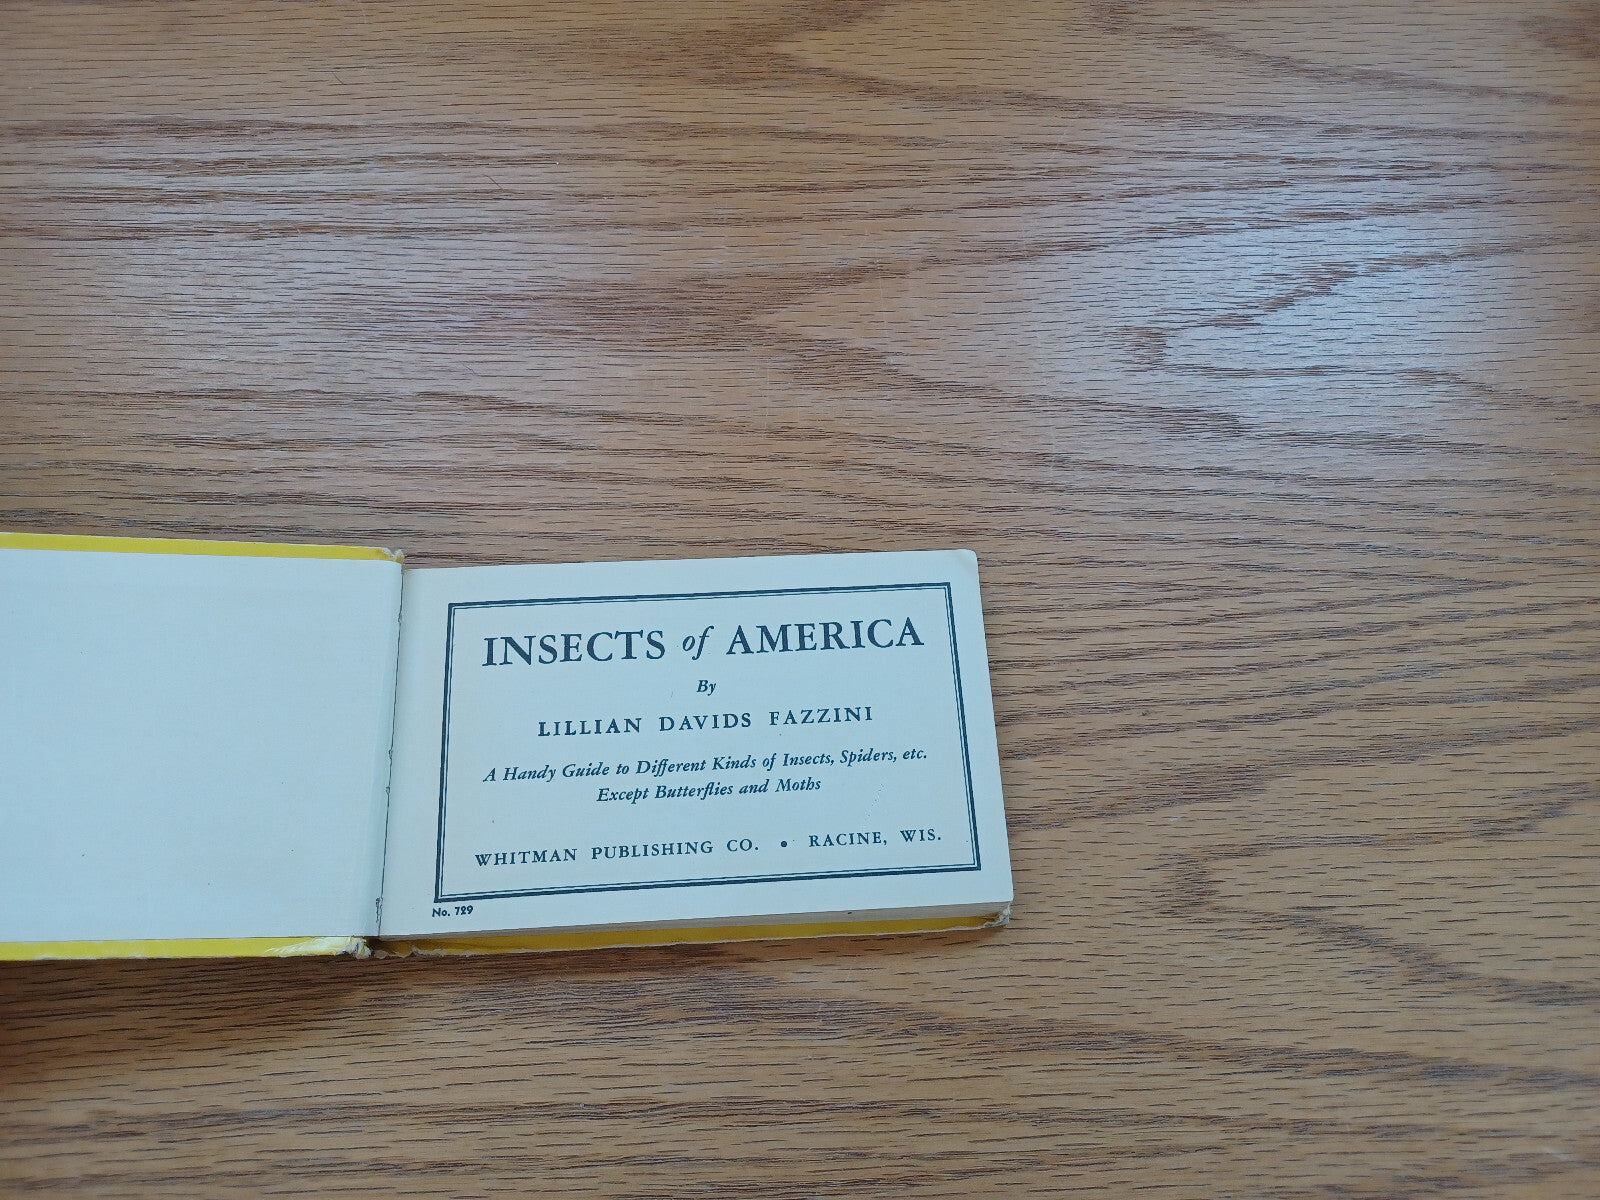 INSECTS of AMERICA
By
LILLIAN DAVIDS FAZZINI
A Handy Guide to Different Kinds of Insects, Spiders, etc.
Except Butterflies and Moths
WHITMAN PUBLISHING CO. • RACINE, WIS.
No. 729